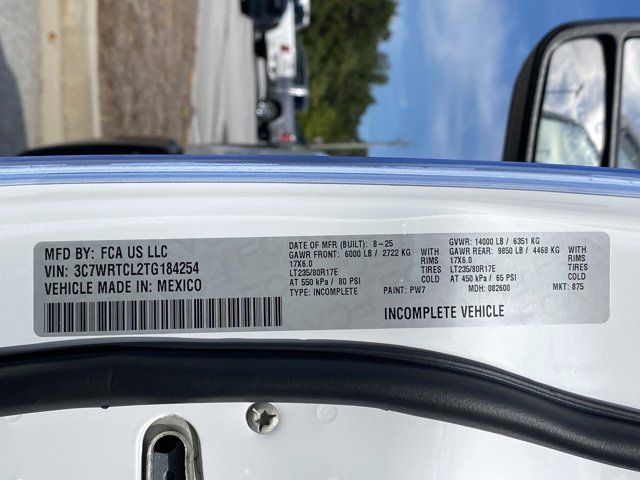 MFD BY: FCA US LLC
VIN: 3C7WRTCL2TG184254
VEHICLE MADE IN: MEXICO
DATE OF MFR (BUILT): 8-25
GAWR FRONT: 6000 LB / 2722 KG WITH
17X6.0 RIMS
LT235/80R17E TIRES
AT 550 kPa / 80 PSI COLD
TYPE: INCOMPLETE PAINT: PW7
GVWR: 14000 LB / 6351 KG
GAWR REAR: 9850 LB / 4468 KG WITH
17X6.0 RIMS
LT235/80R17E TIRES
AT 450 kPa / 65 PSI COLD
MDH: 082600 MKT: 875
INCOMPLETE VEHICLE